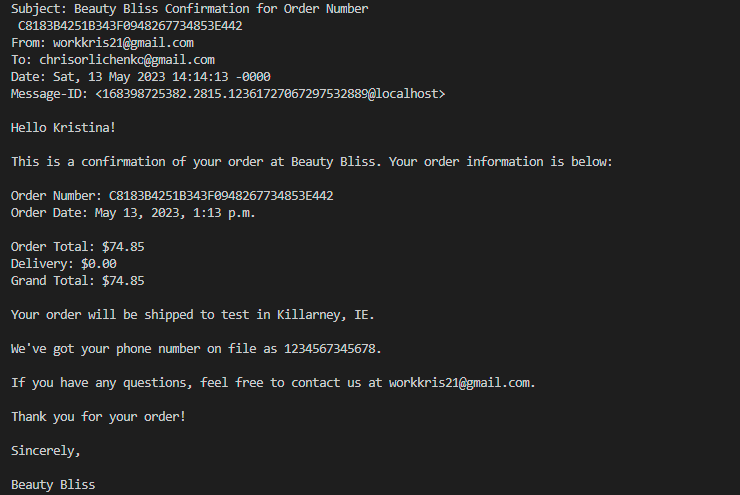 Subject: Beauty Bliss Confirmation for Order Number
C8183B4251B343F0948267734853E442
From: workkris21@gmail.com
To: chrisorlichenko@gmail.com
Date: Sat, 13 May 2023 14:14:13 -0000
Message-ID: <168398725382.2815.12361727067297532889@localhost>
Hello Kristina!
This is a confirmation of your order at Beauty Bliss. Your order information is below:
Order Number: C8183B4251B343F0948267734853E442
Order Date: May 13, 2023, 1:13 p.m.
Order Total: $74.85
Delivery: $0.00
Grand Total: $74.85
Your order will be shipped to test in Killarney, IE.
We've got your phone number on file as 1234567345678.
If you have any questions, feel free to contact us at workkris21@gmail.com.
Thank you for your order!
Sincerely,
Beauty Bliss